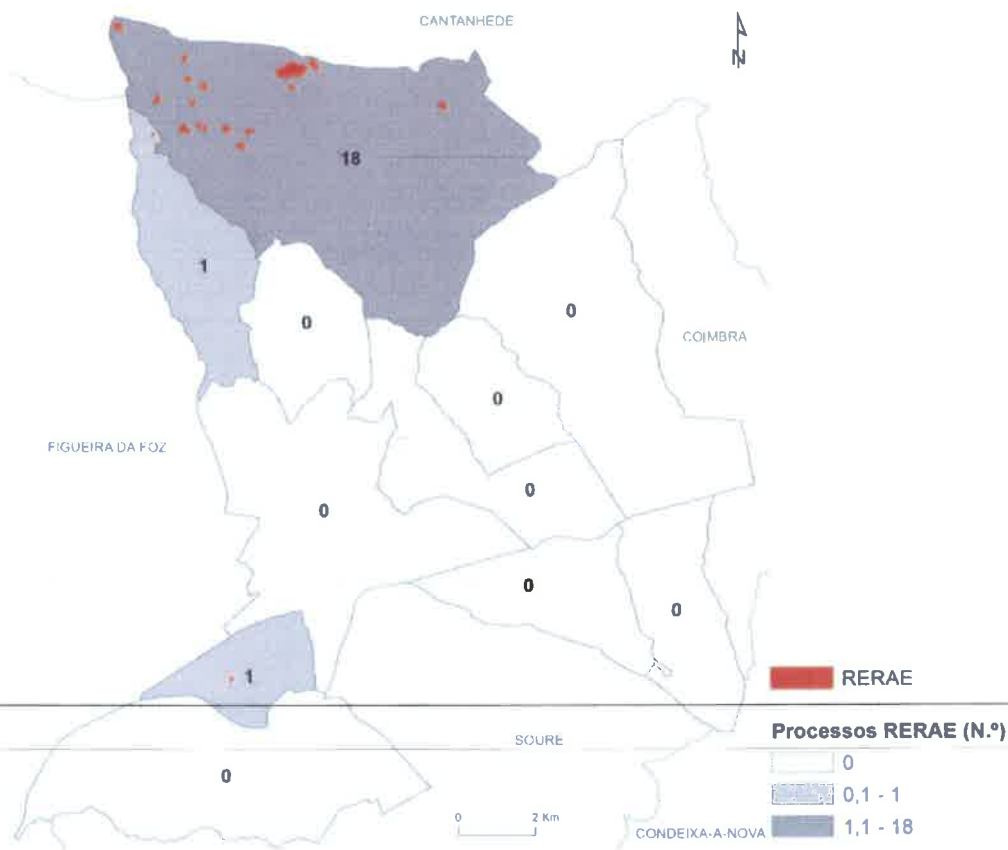 CANTANHEDE
N
18
1
0
0
COIMBRA
0
FIGUEIRA DA FOZ
0
0
0
0
1
RERAE
Processos RERAE (N.º)
SOURE
0
0
0,1 - 1
0 2 Km
CONDEIXA-A-NOVA
1,1 - 18